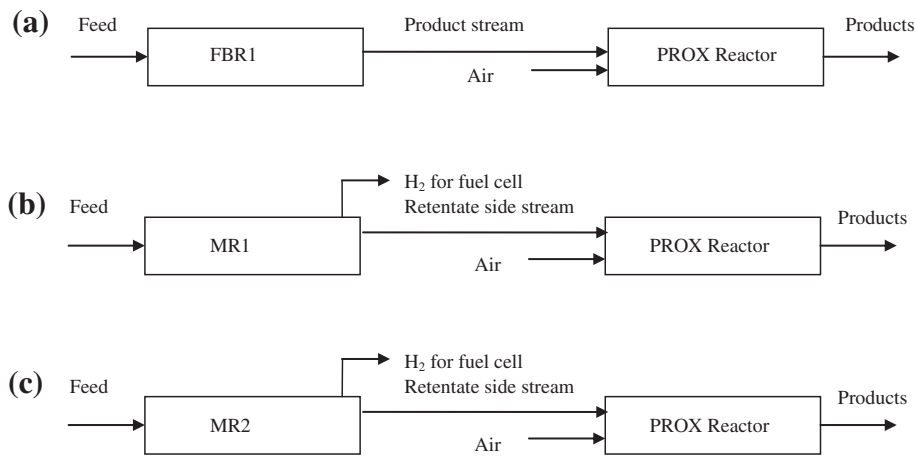 (a)
Feed
FBR1
Product stream
Air
PROX Reactor
Products
(b)
Feed
MR1
H₂ for fuel cell
Retentate side stream
Air
PROX Reactor
Products
(c)
Feed
MR2
H₂ for fuel cell
Retentate side stream
Air
PROX Reactor
Products